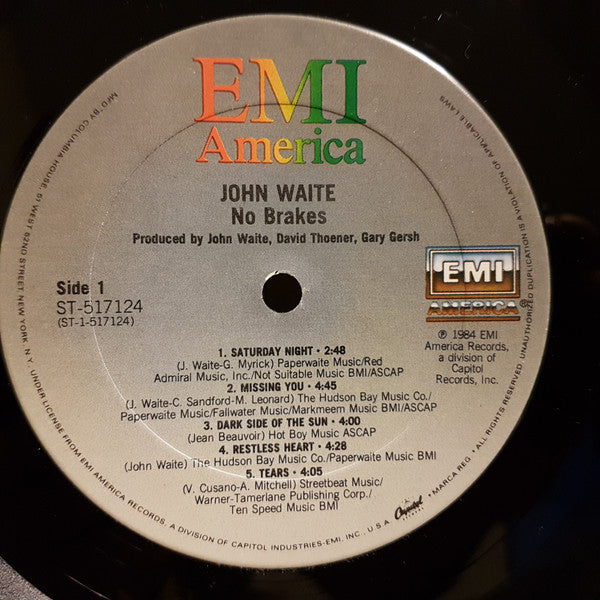 EMI
America
JOHN WAITE
No Brakes
Produced by John Waite, David Thoener, Gary Gersh
Side 1
ST-517124
(ST-1-517124)
EMI
AMERICA®
℗ 1984 EMI
America Records,
a division of
Capitol
Records, Inc.
1. SATURDAY NIGHT • 2:48
(J. Waite-G. Myrick) Paperwaite Music/Red
Admiral Music, Inc./Not Suitable Music BMI/ASCAP
2. MISSING YOU • 4:45
(J. Waite-C. Sandford-M. Leonard) The Hudson Bay Music Co./
Paperwaite Music/Fallwater Music/Markmeem Music BMI/ASCAP
3. DARK SIDE OF THE SUN • 4:00
(Jean Beauvoir) Hot Boy Music ASCAP
4. RESTLESS HEART • 4:28
(John Waite) The Hudson Bay Music Co./Paperwaite Music BMI
5. TEARS • 4:05
(V. Cusano-A. Mitchell) Streetbeat Music/
Warner-Tamerlane Publishing Corp./
Ten Speed Music BMI
MFD. BY COLUMBIA HOUSE, 51 WEST 52ND STREET, NEW YORK, N.Y. UNDER LICENSE FROM EMI AMERICA RECORDS, A DIVISION OF CAPITOL INDUSTRIES-EMI, INC., U.S.A.
Capitol
• MARCA REG. • ALL RIGHTS RESERVED. UNAUTHORIZED DUPLICATION IS A VIOLATION OF APPLICABLE LAWS.